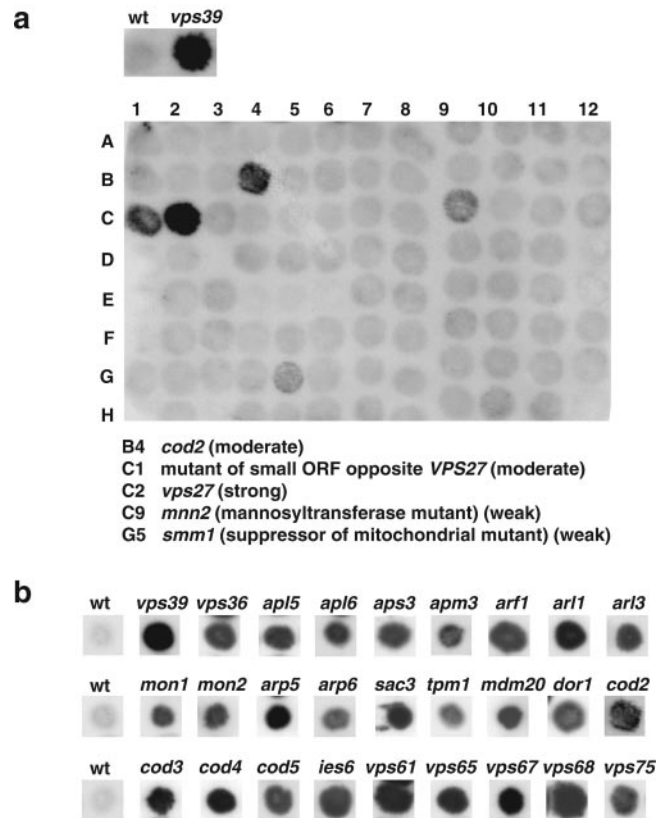 a
wt vps39
1 2 3 4 5 6 7 8 9 10 11 12
A
B
C
D
E
F
G
H
B4 cod2 (moderate)
C1 mutant of small ORF opposite VPS27 (moderate)
C2 vps27 (strong)
C9 mnn2 (mannosyltransferase mutant) (weak)
G5 smm1 (suppressor of mitochondrial mutant) (weak)
b
wt vps39 vps36 apl5 apl6 aps3 apm3 arf1 arl1 arl3
wt mon1 mon2 arp5 arp6 sac3 tpm1 mdm20 dor1 cod2
wt cod3 cod4 cod5 ies6 vps61 vps65 vps67 vps68 vps75